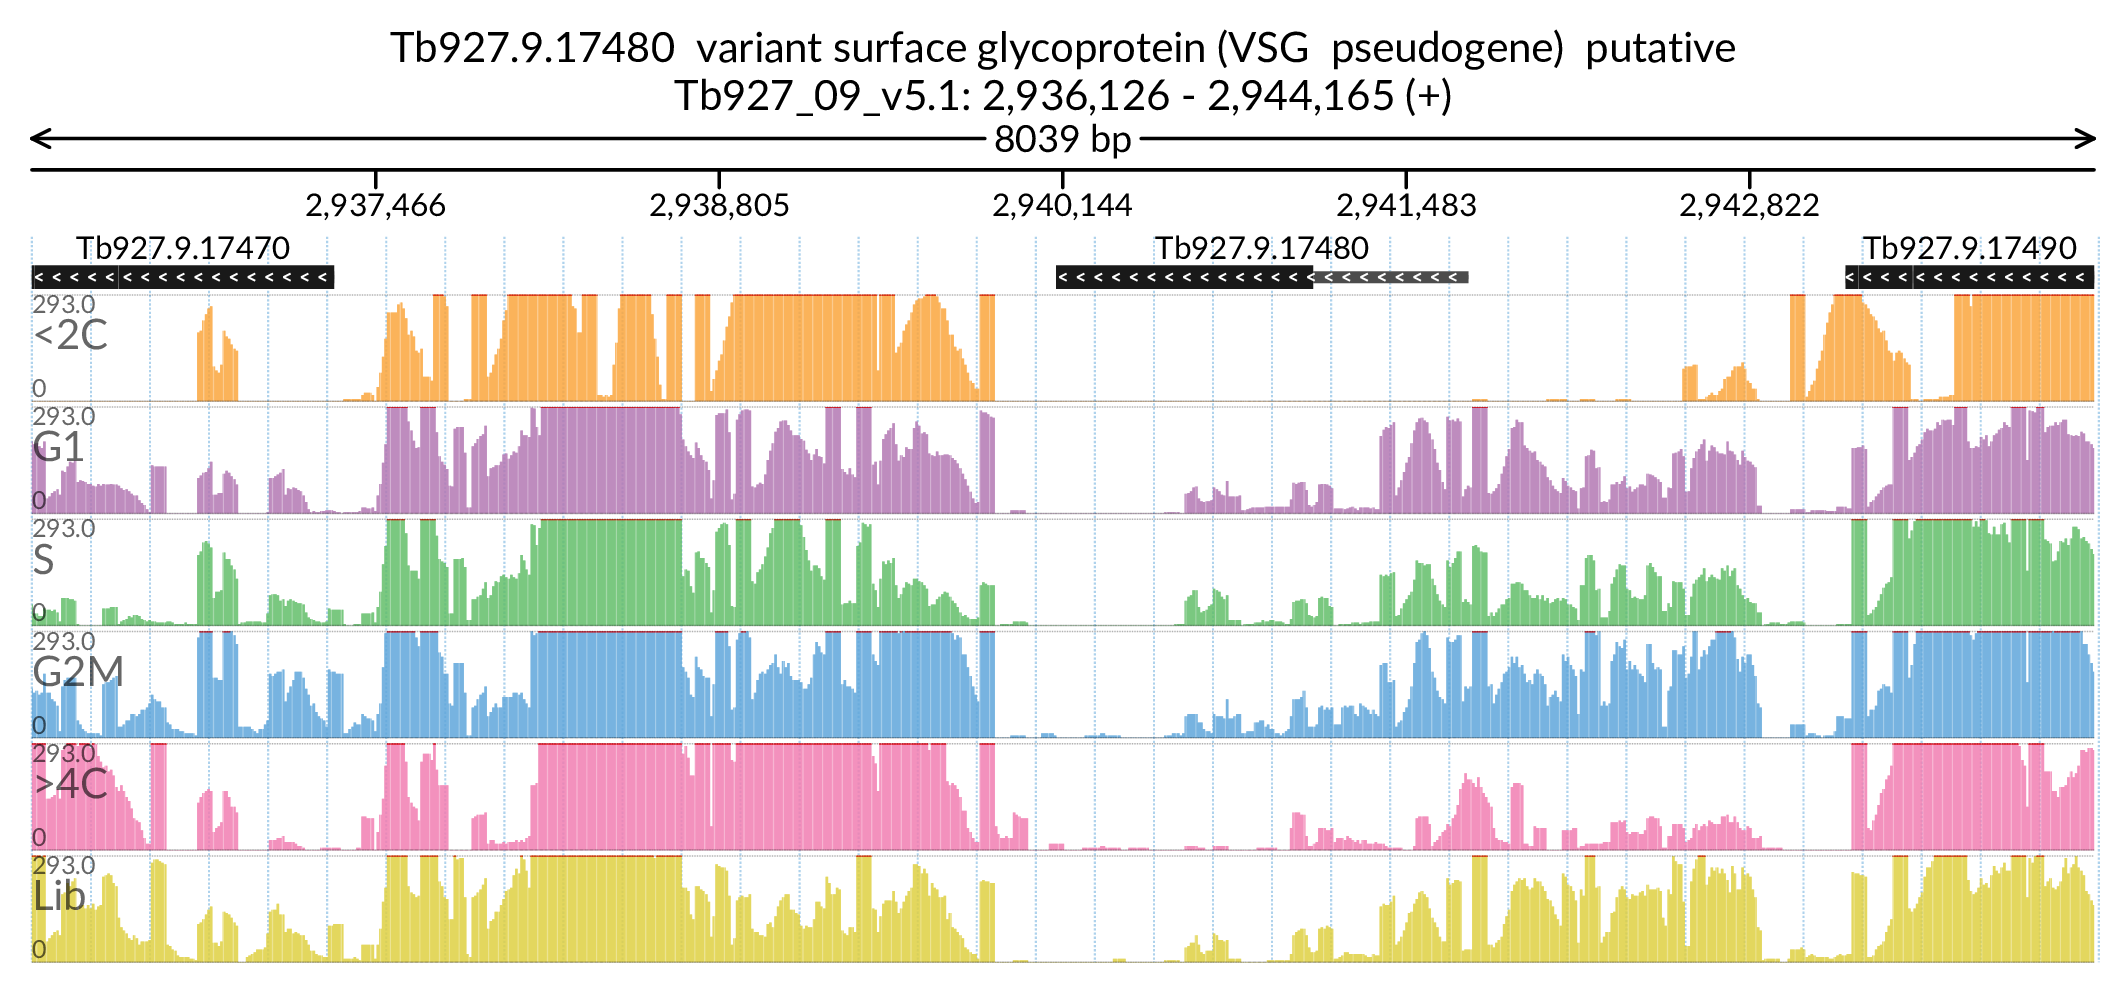 Tb927.9.17480 variant surface glycoprotein (VSG pseudogene) putative
Tb927_09_v5.1: 2,936,126 - 2,944,165 (+)
8039 bp
2,937,466 2,938,805 2,940,144 2,941,483 2,942,822
Tb927.9.17470 Tb927.9.17480 Tb927.9.17490
293.0
<2C
0
293.0
G1
0
293.0
S
0
293.0
G2M
0
293.0
>4C
0
293.0
Lib
0